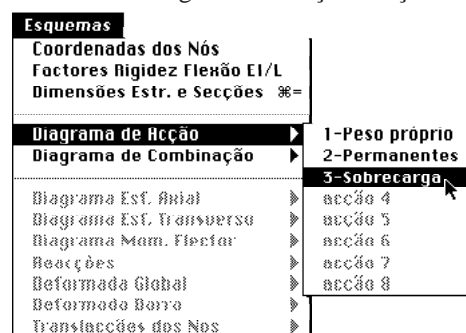 Esquemas
Coordenadas dos Nós
Factores Rigidez Flexão EI/L
Dimensões Estr. e Secções ⌘=
Diagrama de Acção
Diagrama de Combinação
Diagrama Esf. Axial
Diagrama Esf. Transverso
Diagrama Mom. Flector
Reacções
Deformada Global
Deformada Barra
Translacções dos Nos
1-Peso próprio
2-Permanentes
3-Sobrecarga
acção 4
acção 5
acção 6
acção 7
acção 8